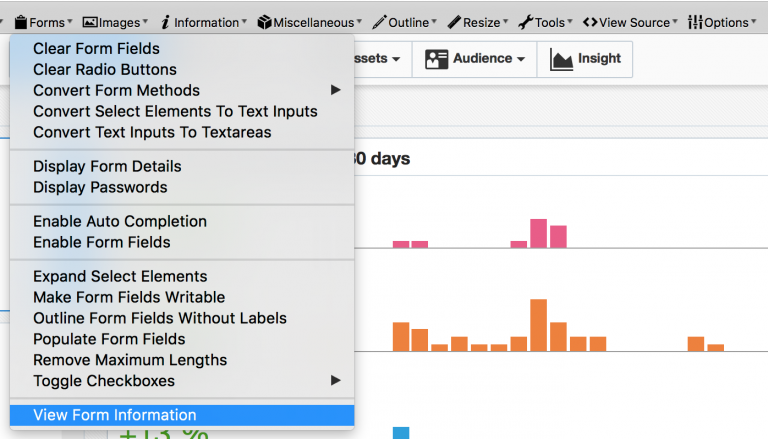 Forms Images Information Miscellaneous Outline Resize Tools View Source Options
Clear Form Fields
Clear Radio Buttons
Convert Form Methods
Convert Select Elements To Text Inputs
Convert Text Inputs To Textareas
Display Form Details
Display Passwords
Enable Auto Completion
Enable Form Fields
Expand Select Elements
Make Form Fields Writable
Outline Form Fields Without Labels
Populate Form Fields
Remove Maximum Lengths
Toggle Checkboxes
View Form Information
ssets Audience Insight
30 days